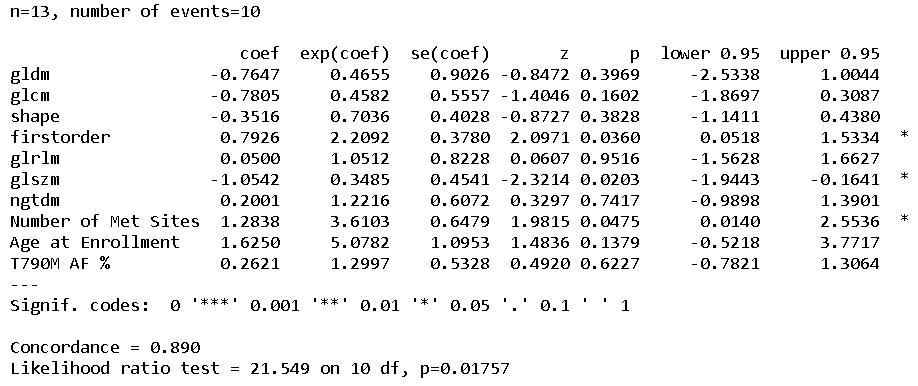 n=13, number of events=10
coef exp(coef) se(coef) z p lower 0.95 upper 0.95
gldm -0.7647 0.4655 0.9026 -0.8472 0.3969 -2.5338 1.0044
glcm -0.7805 0.4582 0.5557 -1.4046 0.1602 -1.8697 0.3087
shape -0.3516 0.7036 0.4028 -0.8727 0.3828 -1.1411 0.4380
firstorder 0.7926 2.2092 0.3780 2.0971 0.0360 0.0518 1.5334 *
glrlm 0.0500 1.0512 0.8228 0.0607 0.9516 -1.5628 1.6627
glszm -1.0542 0.3485 0.4541 -2.3214 0.0203 -1.9443 -0.1641 *
ngtdm 0.2001 1.2216 0.6072 0.3297 0.7417 -0.9898 1.3901
Number of Met Sites 1.2838 3.6103 0.6479 1.9815 0.0475 0.0140 2.5536 *
Age at Enrollment 1.6250 5.0782 1.0953 1.4836 0.1379 -0.5218 3.7717
T790M AF % 0.2621 1.2997 0.5328 0.4920 0.6227 -0.7821 1.3064
---
Signif. codes: 0 '***' 0.001 '**' 0.01 '*' 0.05 '.' 0.1 ' ' 1
Concordance = 0.890
Likelihood ratio test = 21.549 on 10 df, p=0.01757